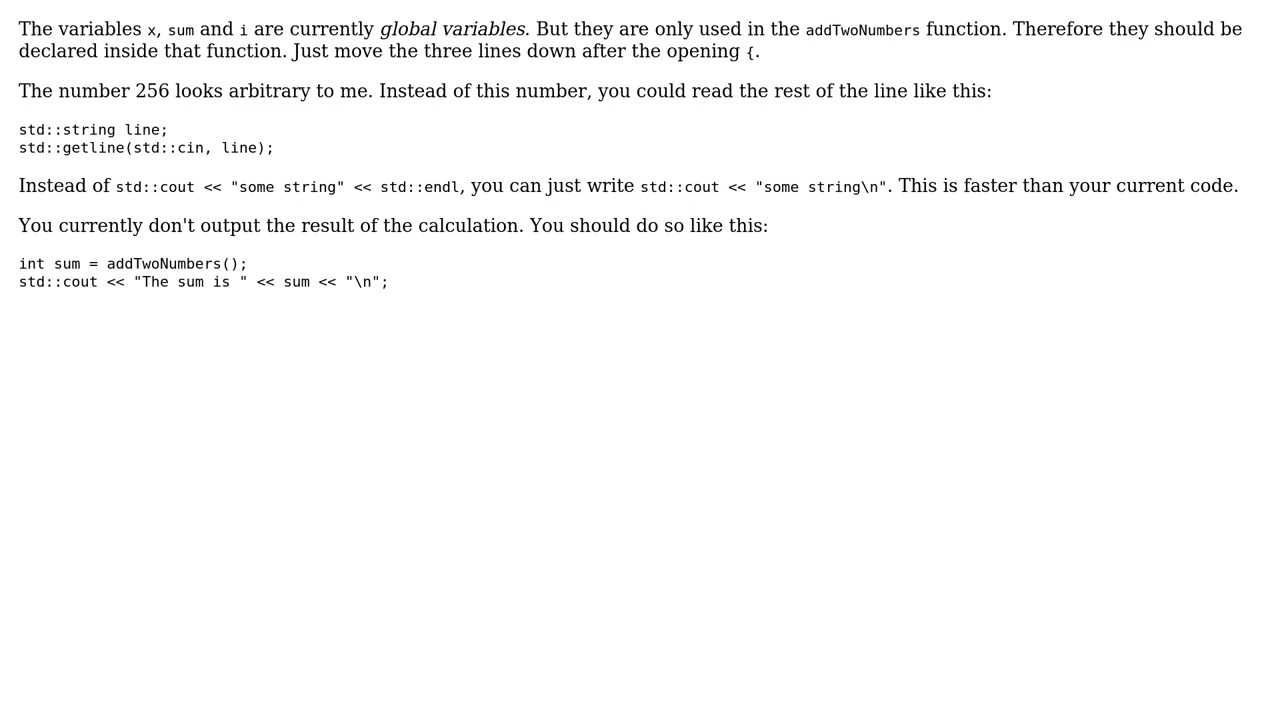 The variables x, sum and i are currently global variables. But they are only used in the addTwoNumbers function. Therefore they should be
declared inside that function. Just move the three lines down after the opening {.
The number 256 looks arbitrary to me. Instead of this number, you could read the rest of the line like this:
std::string line;
std::getline(std::cin, line);
Instead of std::cout << "some string" << std::endl, you can just write std::cout << "some string\n". This is faster than your current code.
You currently don't output the result of the calculation. You should do so like this:
int sum = addTwoNumbers();
std::cout << "The sum is " << sum << "\n";